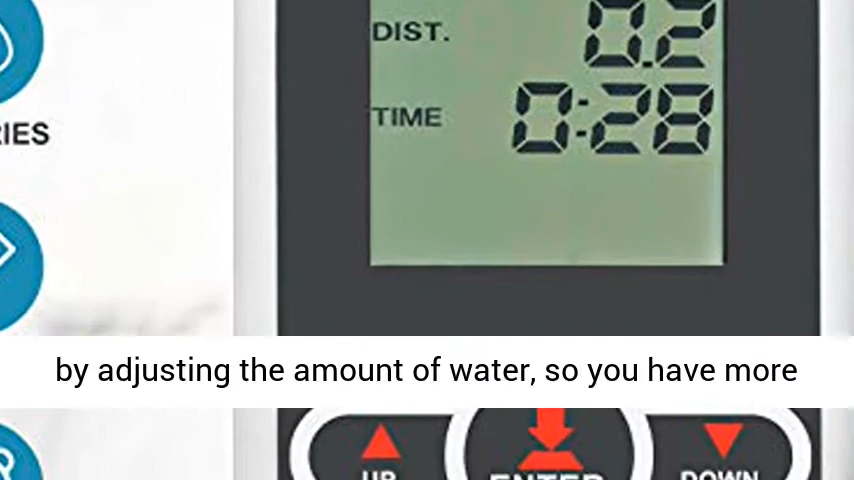 DIST. 0.2
TIME 0:28
RIES
by adjusting the amount of water, so you have more
UP ENTER DOWN